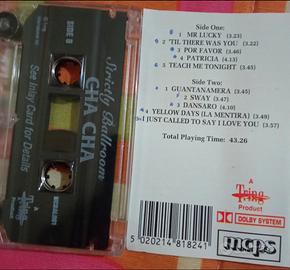 SIDE B
Strictly Ballroom
CHA CHA
See Inlay Card for Details
Side One:
1 MR LUCKY (3.23)
2 'TIL THERE WAS YOU (3.22)
3 POR FAVOR (3.46)
4 PATRICIA (4.13)
5 TEACH ME TONIGHT (3.45)
Side Two:
1 GUANTANAMERA (3.45)
2 SWAY (3.47)
3 DANSARO (3.10)
4 YELLOW DAYS (LA MENTIRA) (3.49)
I JUST CALLED TO SAY I LOVE YOU (3.57)
Total Playing Time: 43.26
A
Tring
Product
DOLBY SYSTEM
mcps
5 020214 818241